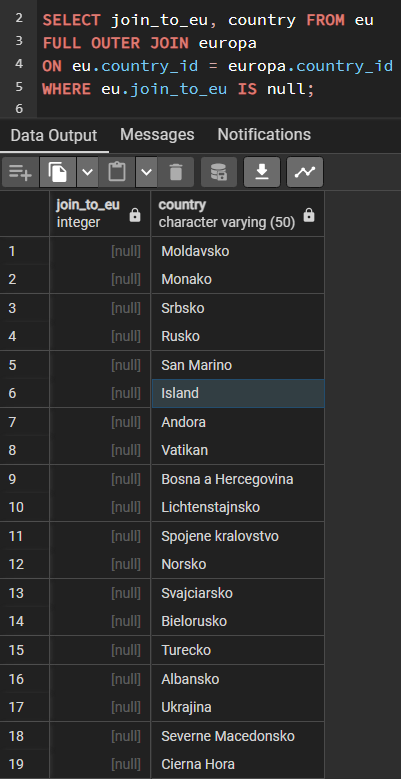 2 SELECT join_to_eu, country FROM eu
3 FULL OUTER JOIN europa
4 ON eu.country_id = europa.country_id
5 WHERE eu.join_to_eu IS null;
6
Data Output Messages Notifications
join_to_eu country
integer character varying (50)
1 [null] Moldavsko
2 [null] Monako
3 [null] Srbsko
4 [null] Rusko
5 [null] San Marino
6 [null] Island
7 [null] Andora
8 [null] Vatikan
9 [null] Bosna a Hercegovina
10 [null] Lichtenstajnsko
11 [null] Spojene kralovstvo
12 [null] Norsko
13 [null] Svajciarsko
14 [null] Bielorusko
15 [null] Turecko
16 [null] Albansko
17 [null] Ukrajina
18 [null] Severne Macedonsko
19 [null] Cierna Hora